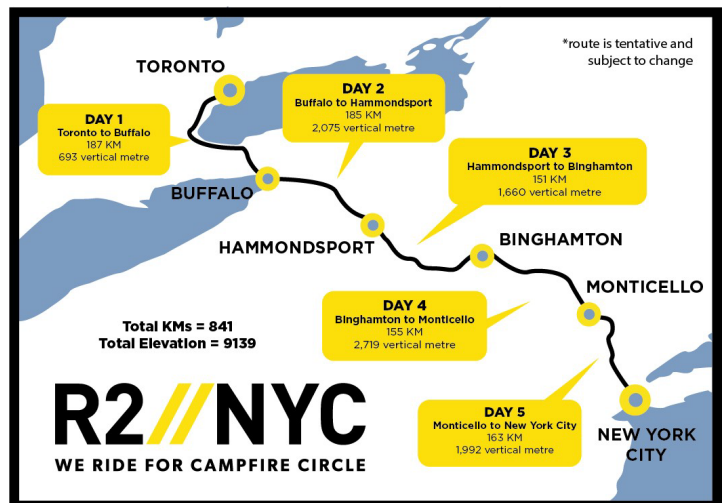 *route is tentative and
subject to change
TORONTO
DAY 1
Toronto to Buffalo
187 KM
693 vertical metre
DAY 2
Buffalo to Hammondsport
185 KM
2,075 vertical metre
BUFFALO
DAY 3
Hammondsport to Binghamton
151 KM
1,660 vertical metre
HAMMONDSPORT
BINGHAMTON
DAY 4
Binghamton to Monticello
155 KM
2,719 vertical metre
MONTICELLO
DAY 5
Monticello to New York City
163 KM
1,992 vertical metre
NEW YORK
CITY
Total KMs = 841
Total Elevation = 9139
R2//NYC
WE RIDE FOR CAMPFIRE CIRCLE